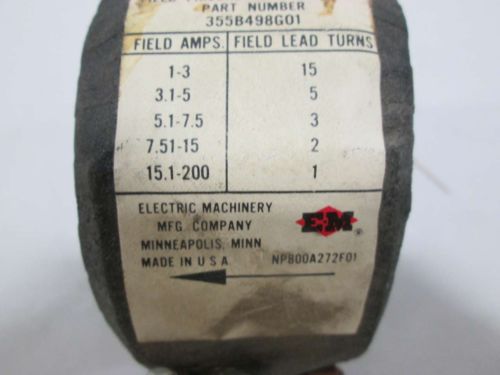 PART NUMBER
355B498G01
FIELD AMPS. FIELD LEAD TURNS
1-3 15
3.1-5 5
5.1-7.5 3
7.51-15 2
15.1-200 1
ELECTRIC MACHINERY
MFG. COMPANY
MINNEAPOLIS, MINN
MADE IN U S A
E-M ®
NP800A272F01